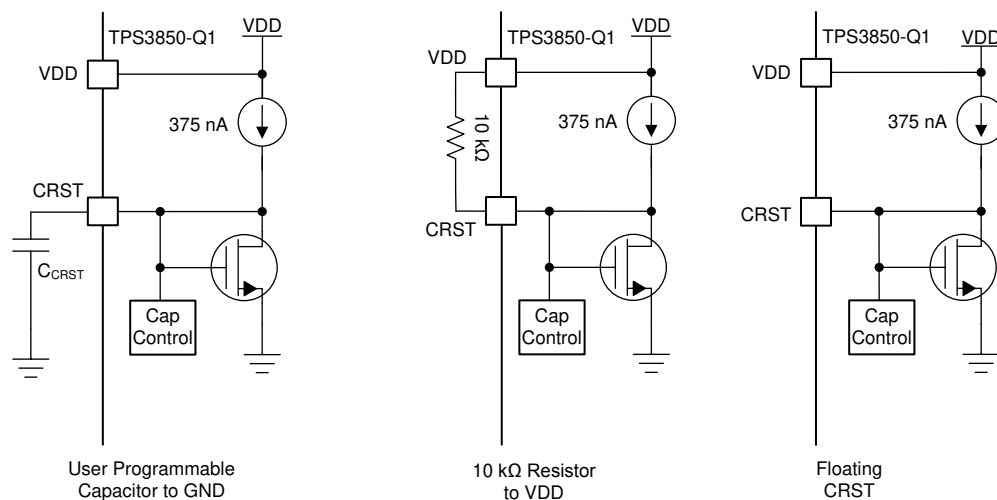 TPS3850-Q1
VDD
VDD
375 nA
CRST
CCRST
Cap
Control
User Programmable
Capacitor to GND
TPS3850-Q1
VDD
VDD
10 kΩ
375 nA
CRST
Cap
Control
10 kΩ Resistor
to VDD
TPS3850-Q1
VDD
VDD
375 nA
CRST
Cap
Control
Floating
CRST